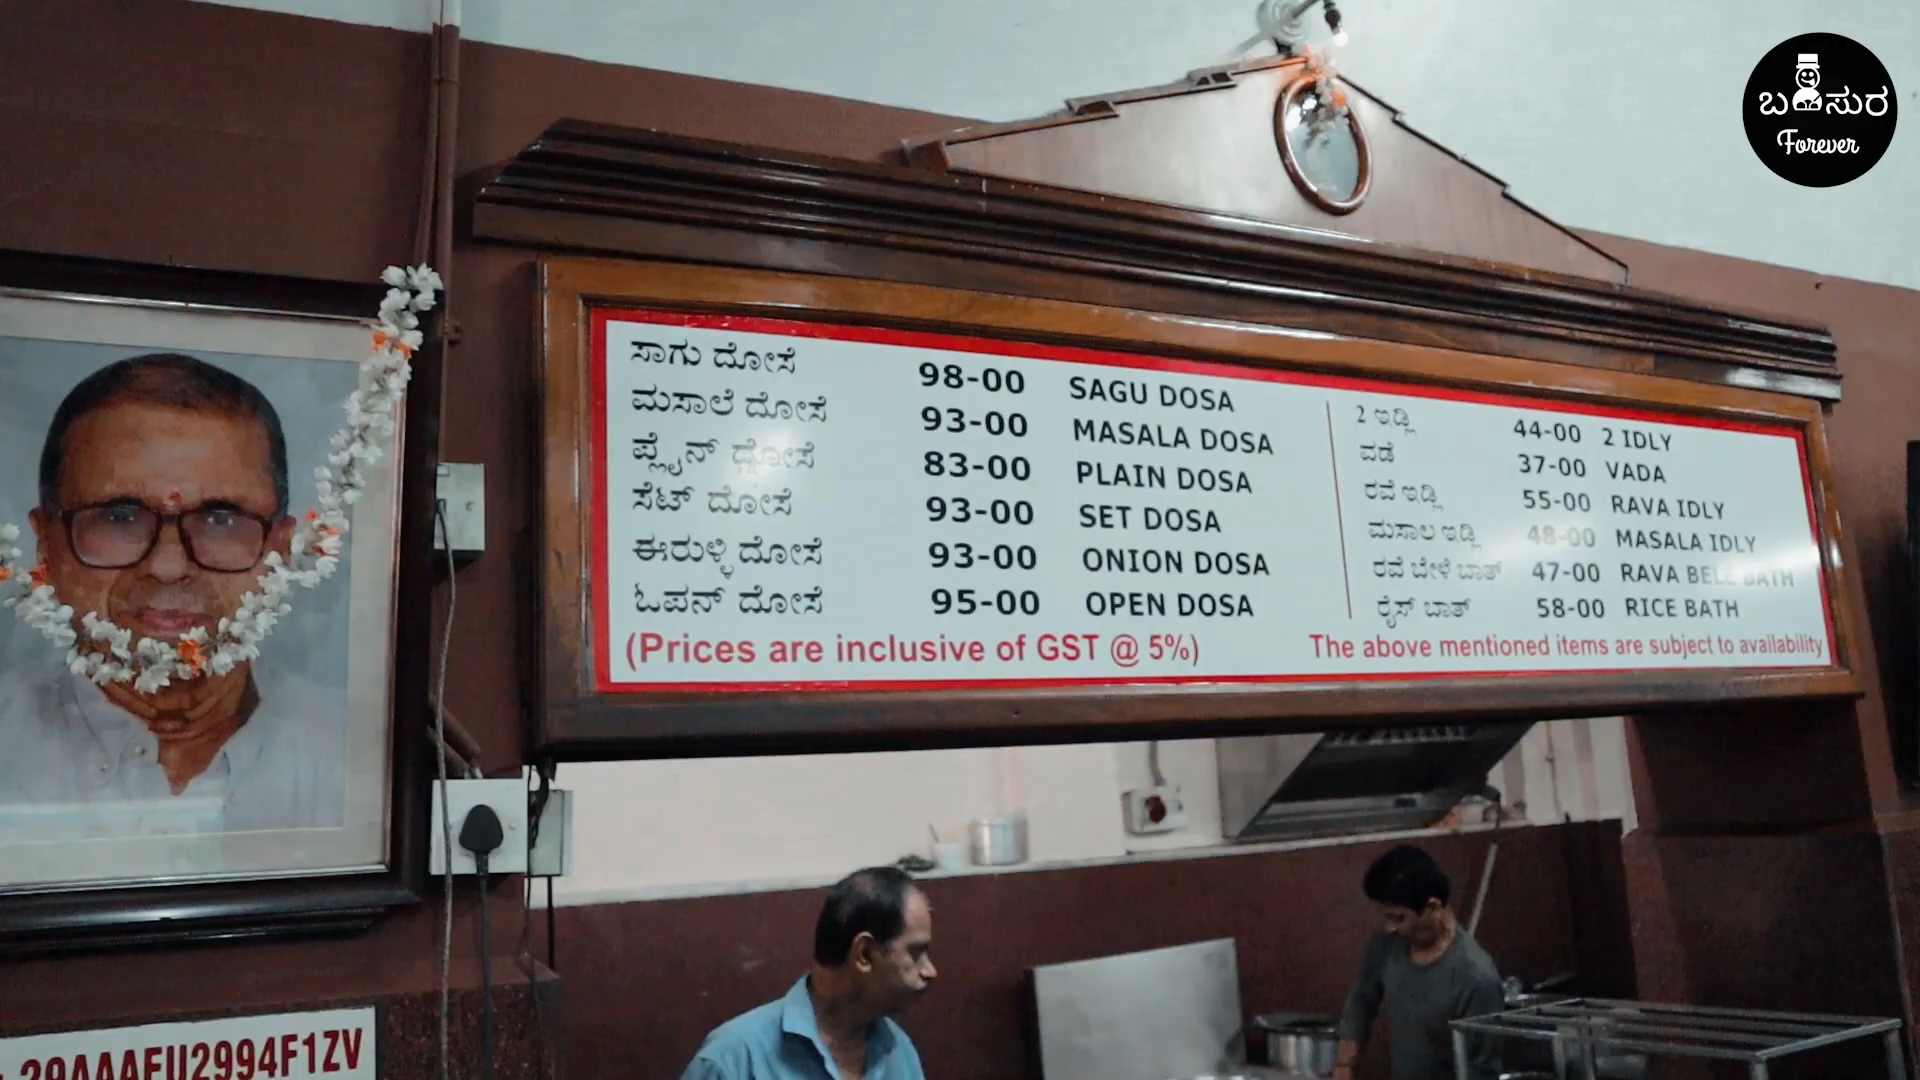 ಬಾಸುರ
Forever
ಸಾಗು ದೋಸೆ 98-00 SAGU DOSA
ಮಸಾಲೆ ದೋಸೆ 93-00 MASALA DOSA
ಪ್ಲೈನ್ ದೋಸೆ 83-00 PLAIN DOSA
ಸೆಟ್ ದೋಸೆ 93-00 SET DOSA
ಈರುಳ್ಳಿ ದೋಸೆ 93-00 ONION DOSA
ಓಪನ್ ದೋಸೆ 95-00 OPEN DOSA
(Prices are inclusive of GST @ 5%)
2 ಇಡ್ಲಿ 44-00 2 IDLY
ವಡೆ 37-00 VADA
ರವೆ ಇಡ್ಲಿ 55-00 RAVA IDLY
ಮಸಾಲ ಇಡ್ಲಿ 48-00 MASALA IDLY
ರವೆ ಬೇಳೆ ಬಾತ್ 47-00 RAVA BELE BATH
ರೈಸ್ ಬಾತ್ 58-00 RICE BATH
The above mentioned items are subject to availability
29AAAFU2994F1ZV